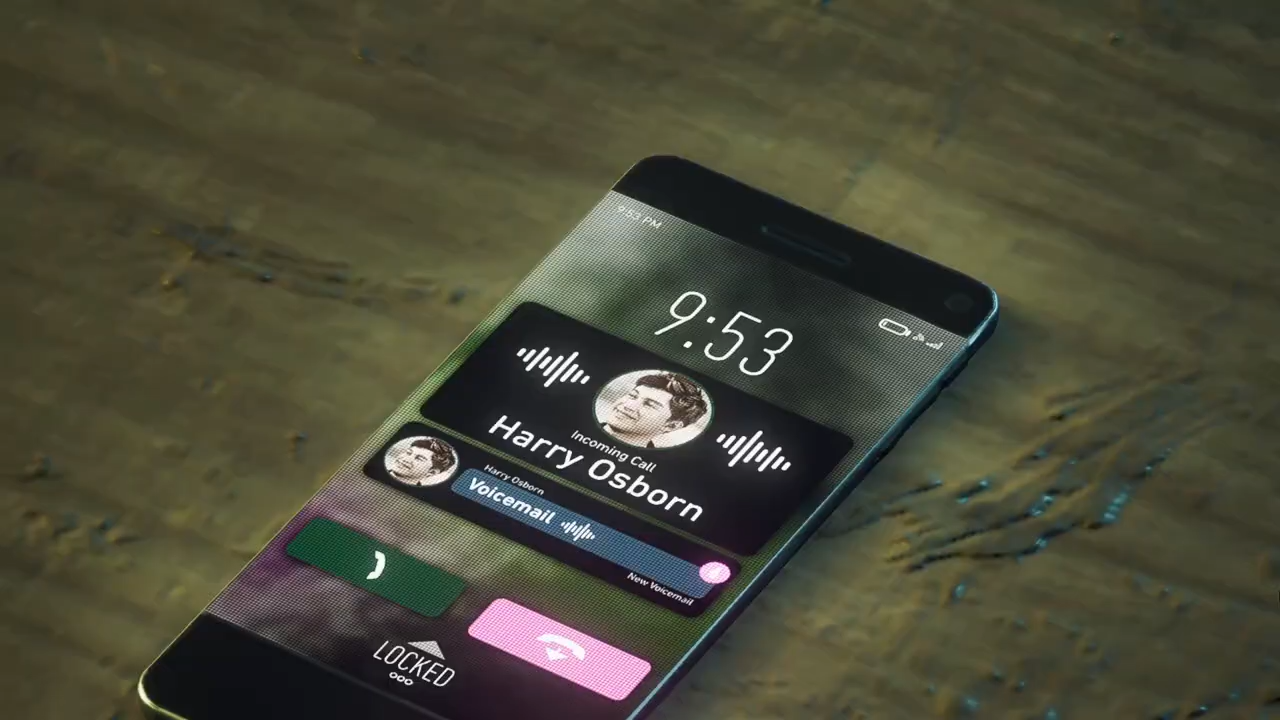 9:53 PM
9:53
Incoming Call
Harry Osborn
Harry Osborn
Voicemail
New Voicemail
LOCKED